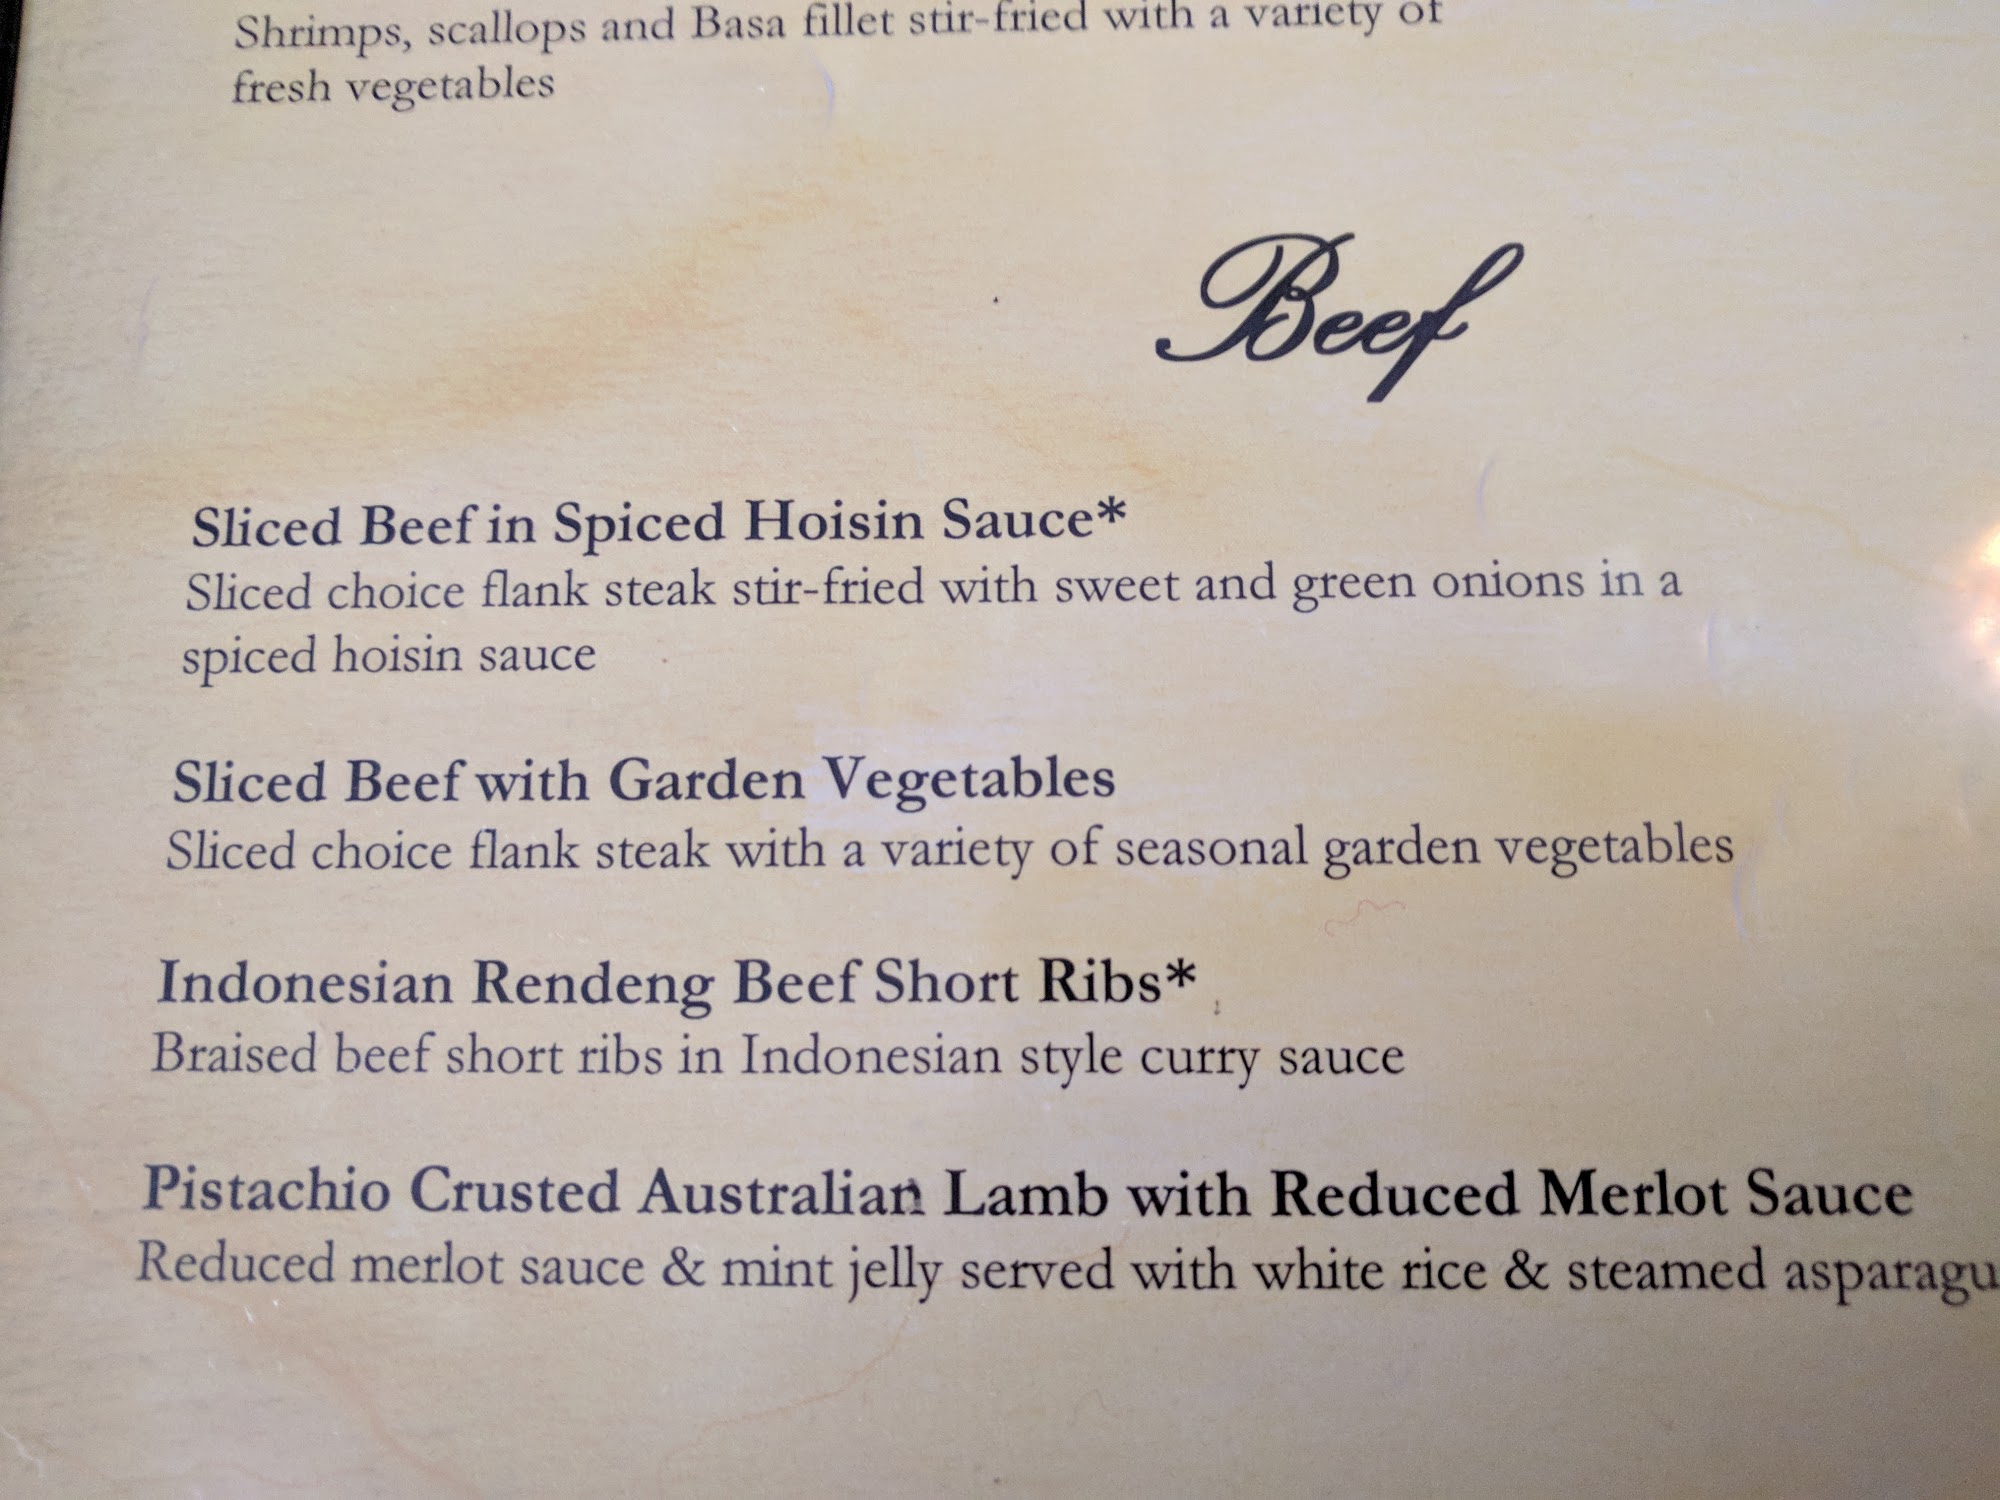 Shrimps, scallops and Basa fillet stir-fried with a variety of
fresh vegetables
Beef
Sliced Beef in Spiced Hoisin Sauce*
Sliced choice flank steak stir-fried with sweet and green onions in a
spiced hoisin sauce
Sliced Beef with Garden Vegetables
Sliced choice flank steak with a variety of seasonal garden vegetables
Indonesian Rendeng Beef Short Ribs*
Braised beef short ribs in Indonesian style curry sauce
Pistachio Crusted Australian Lamb with Reduced Merlot Sauce
Reduced merlot sauce & mint jelly served with white rice & steamed asparagu